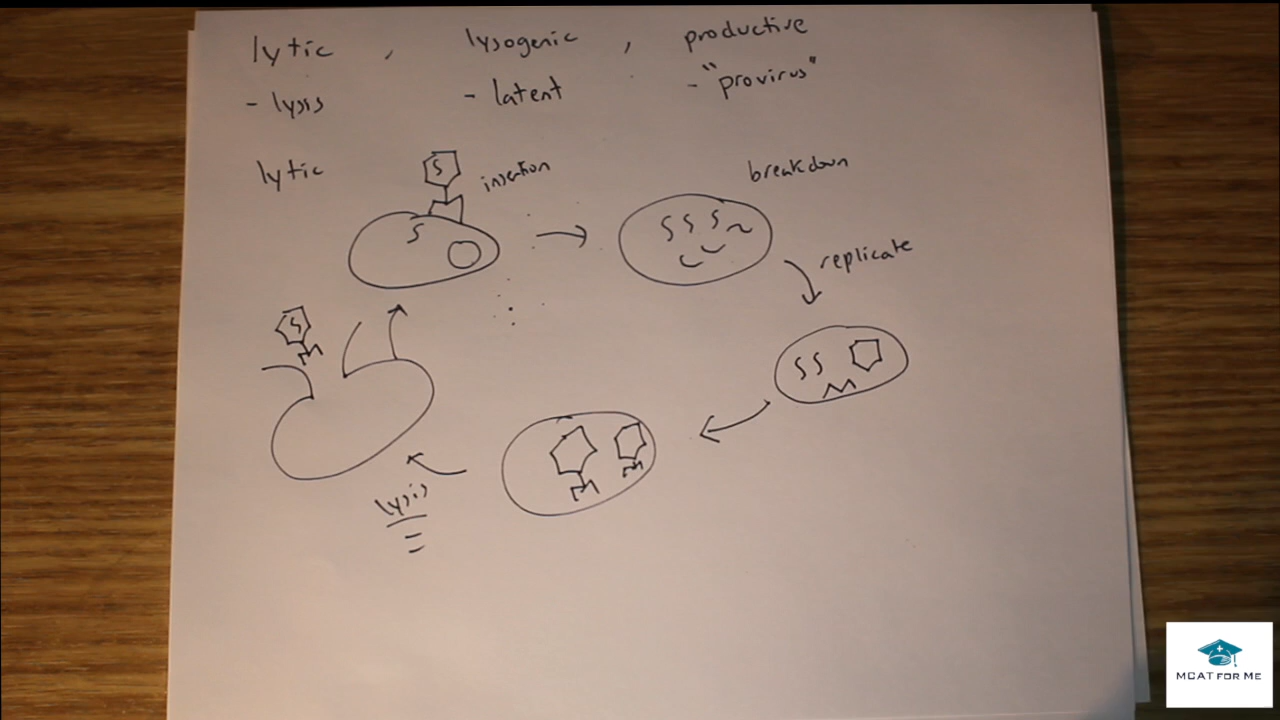 lytic , lysogenic , productive
- lysis - latent - "provirus"
lytic
insertion
breakdown
replicate
lysis
MCAT FOR ME